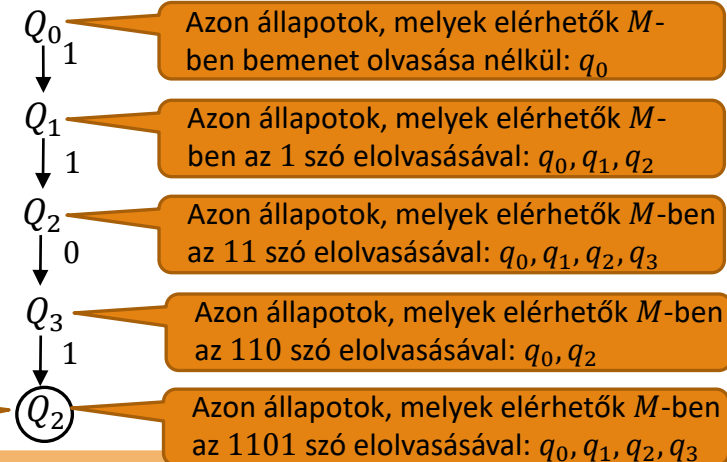 Q₀
Azon állapotok, melyek elérhetők M-
ben bemenet olvasása nélkül: q₀
1
Q₁
Azon állapotok, melyek elérhetők M-
ben az 1 szó elolvasásával: q₀, q₁, q₂
1
Q₂
Azon állapotok, melyek elérhetők M-ben
az 11 szó elolvasásával: q₀, q₁, q₂, q₃
0
Q₃
Azon állapotok, melyek elérhetők M-ben
az 110 szó elolvasásával: q₀, q₂
1
Q₂
Azon állapotok, melyek elérhetők M-ben
az 1101 szó elolvasásával: q₀, q₁, q₂, q₃